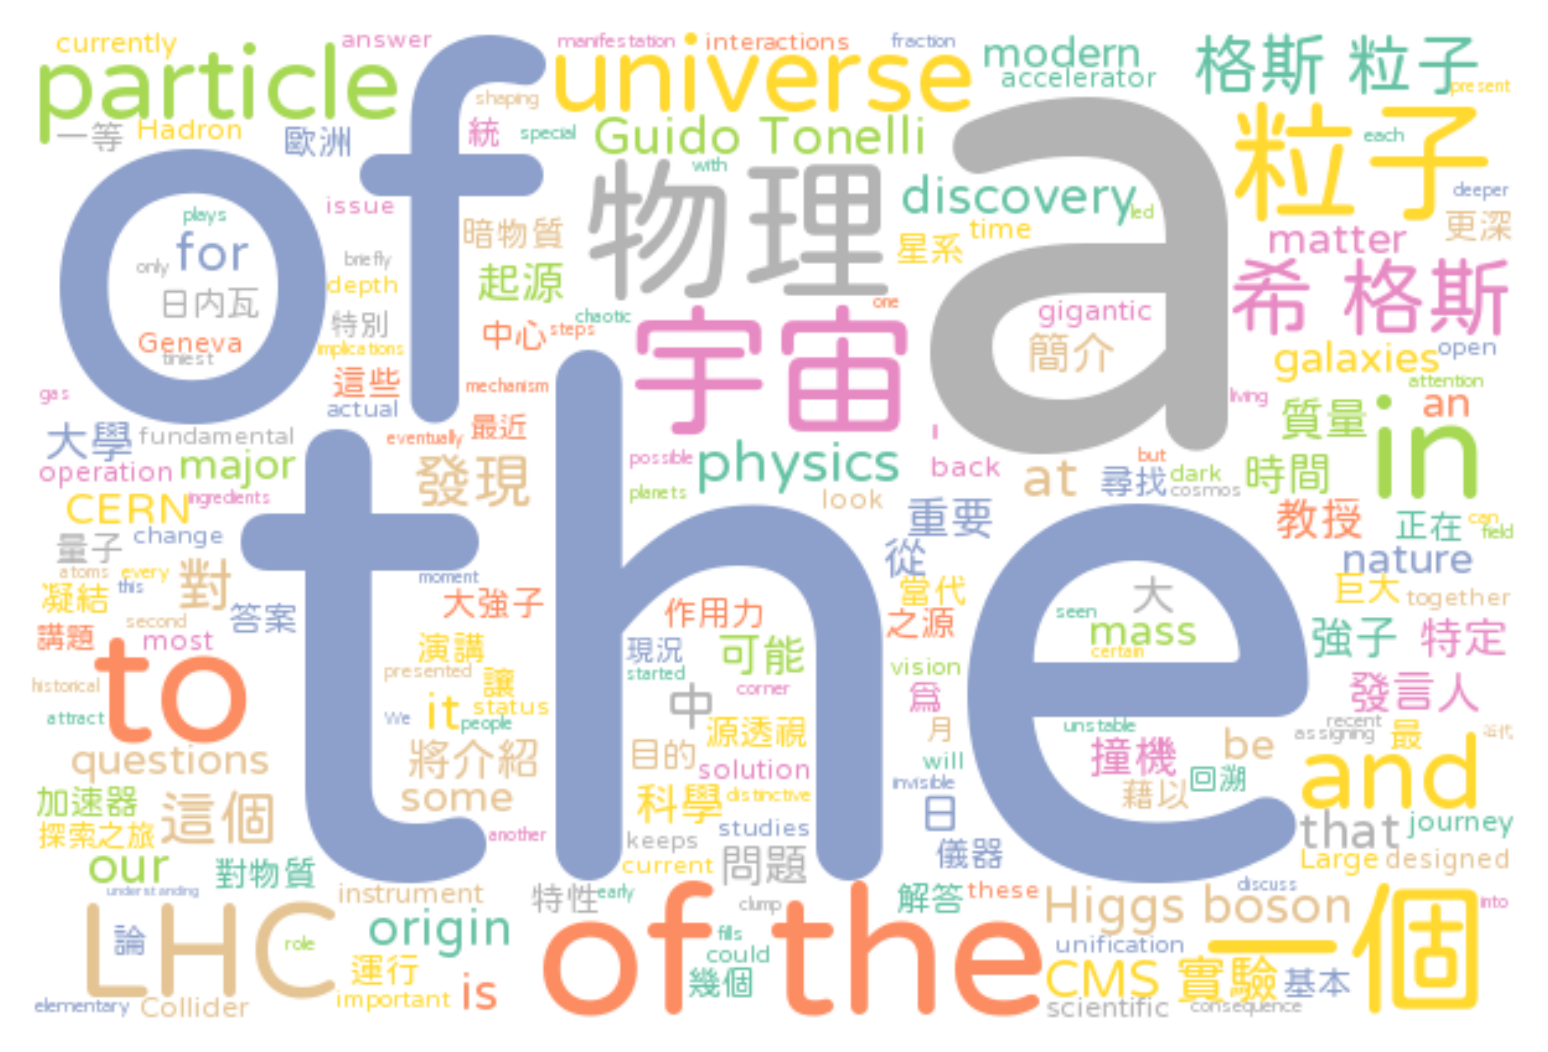 currently
answer
manifestation
interactions
fraction
modern
格斯 粒子
particle
of
universe
accelerator
present
shaping
一等
Hadron
歐洲
統
special
Guido Tonelli
a
粒子
each
with
物理
discovery
led
deeper
plays
issue
for
暗物質
星系
time
matter
更深
only
briefly
日内瓦
depth
起源
希 格斯
特別
中心
steps
chaotic
宇宙
one
gigantic
簡介
Geneva
tiniest
implications
galaxies
open
這些
mechanism
attention
gas
actual
living
質量
an
in
大學
fundamental
eventually
最近
the
possible
physics
I
back
at
but
尋找
dark
cosmos
時間
operation
major
發現
planets
look
CERN
ingredients
重要
教授
正在
can
field
量子
change
從
nature
atoms
every
this
對
moment
當代
大
巨大
together
凝結
答案
大強子
作用力
seen
second
之源
mass
強子
特定
講題
most
演講
現況
可能
certain
to
presented
started
vision
historical
讓
corner
為
發言人
attract
We
it
status
people
中
源透視
月
unstable
recent
assigning
最
近代
questions
將介紹
目的
solution
will
撞機
be
and
invisible
藉以
回溯
加速器
這個
some
科學
distinctive
日
探索之旅
another
keeps
studies
that
journey
our
對物質
current
問題
儀器
Large
designed
understanding
instrument
特性
early
clump
解答
these
discuss
Higgs boson
一個
into
LHC
論
role
origin
of the
fills
could
unification
運行
is
幾個
CMS 實驗
基本
elementary
Collider
important
scientific
consequence